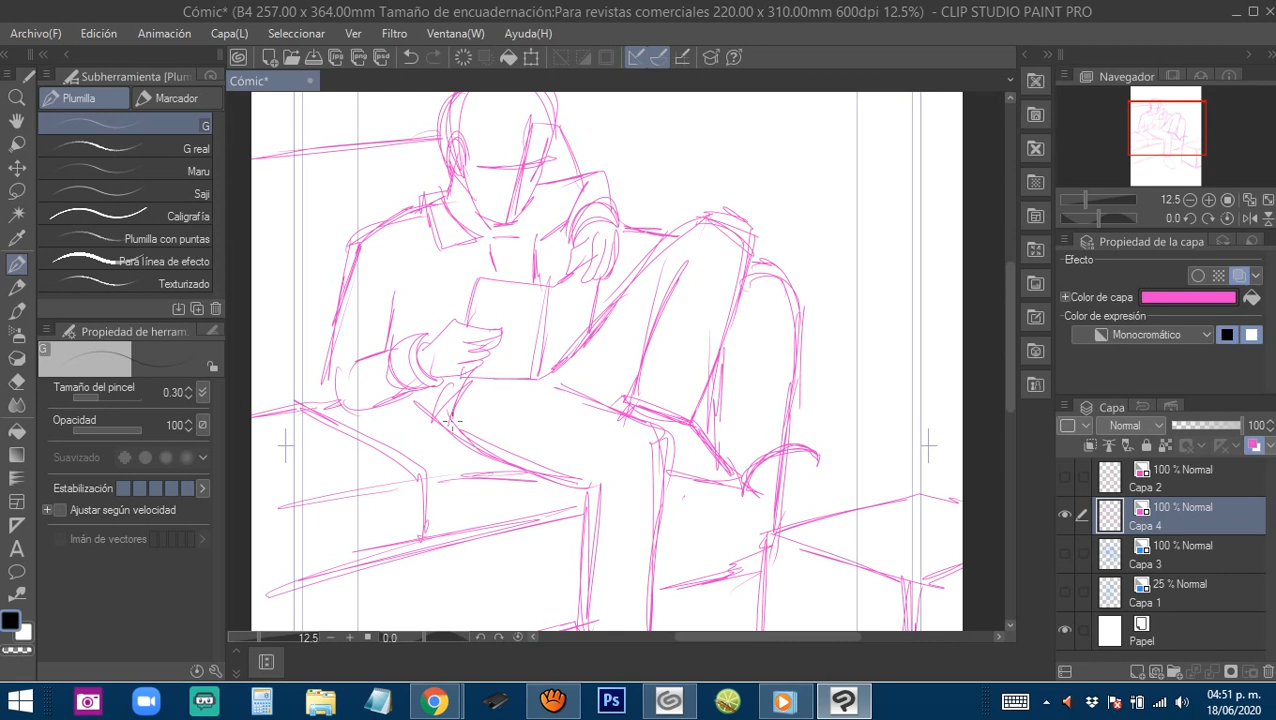 Cómic* (B4 257.00 x 364.00mm Tamaño de encuadernación:Para revistas comerciales 220.00 x 310.00mm 600dpi 12.5%) - CLIP STUDIO PAINT PRO
Archivo(F) Edición Animación Capa(L) Seleccionar Ver Filtro Ventana(W) Ayuda(H)
Subherramienta (Plum
Cómic*
Navegador
Plumilla Marcador
G
G real
Maru
Saji
Caligrafía
Plumilla con puntas
Para línea de efecto
Texturizado
12.5
0.0
Propiedad de la capa
Efecto
Color de capa
Color de expresión
Monocromático
Propiedad de herram
G
Tamaño del pincel 0.30
Opacidad 100
Suavizado
Estabilización
Ajustar según velocidad
Imán de vectores
Capa
Normal 100
100 % Normal
Capa 2
100 % Normal
Capa 4
100 % Normal
Capa 3
25 % Normal
Capa 1
Papel
12.5 0.0
Ps
04:51 p. m.
18/06/2020